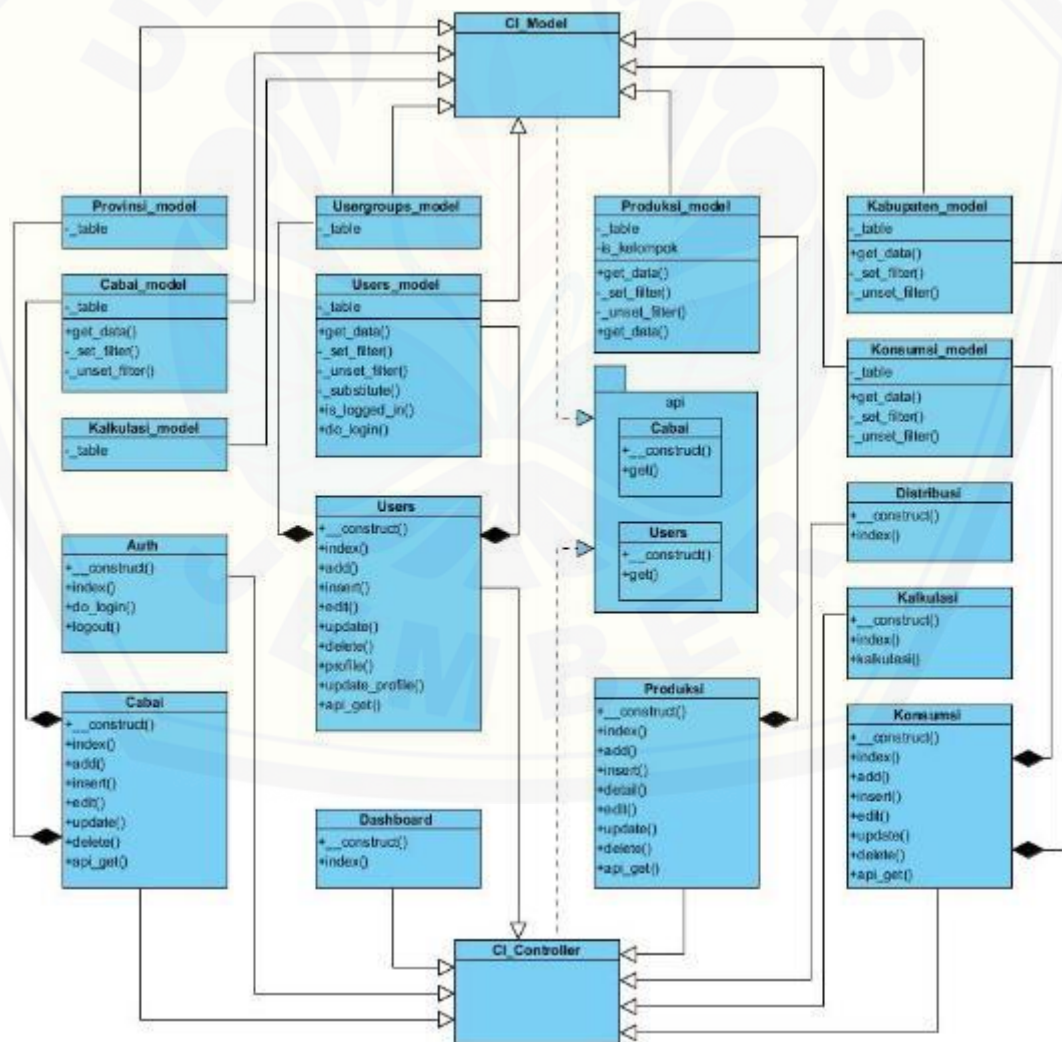 CI_Model
Provinsi_model
-_table
Usergroups_model
-_table
Produksi_model
-_table
-is_kelompok
+get_data()
-_set_filter()
-_unset_filter()
+get_data()
Kabupaten_model
-_table
+get_data()
-_set_filter()
-_unset_filter()
Cabai_model
-_table
+get_data()
-_set_filter()
-_unset_filter()
Users_model
-_table
+get_data()
-_set_filter()
-_unset_filter()
-_substitute()
+is_logged_in()
+do_login()
Konsumsi_model
-_table
+get_data()
-_set_filter()
-_unset_filter()
Kalkulasi_model
-_table
api
Cabai
+__construct()
+get()
Users
+__construct()
+get()
Users
+__construct()
+index()
+add()
+insert()
+edit()
+update()
+delete()
+profile()
+update_profile()
+api_get()
Distribusi
+__construct()
+index()
Auth
+__construct()
+index()
+do_login()
+logout()
Kalkulasi
+__construct()
+index()
+kalkulasi()
Cabai
+__construct()
+index()
+add()
+insert()
+edit()
+update()
+delete()
+api_get()
Produksi
+__construct()
+index()
+add()
+insert()
+detail()
+edit()
+update()
+delete()
+api_get()
Konsumsi
+__construct()
+index()
+add()
+insert()
+edit()
+update()
+delete()
+api_get()
Dashboard
+__construct()
+index()
CI_Controller
JEMBER